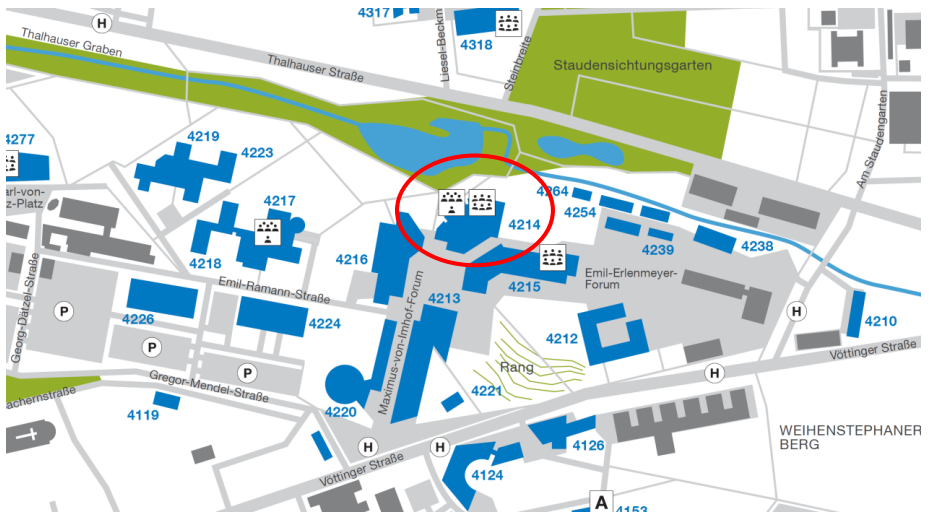 4317
4318
H
Liesel-Beckm
Steinbreite
Thalhauser Graben
Thalhauser Straße
Staudensichtungsgarten
Am Staudengarten
4277
4219
4223
arl-von-
z-Platz
4217
4218
4216
4214
4264
4254
4239
4238
4215
Emil-Erlenmeyer-
Forum
4213
Emil-Ramann-Straße
Georg-Dätzel-Straße
P
4226
4224
P
P
Maximus-von-Imhof-Forum
4212
H
4210
Vöttinger Straße
Rang
H
Gregor-Mendel-Straße
achernstraße
4119
4220
4221
H
H
Vöttinger Straße
4126
4124
WEIHENSTEPHANER
BERG
A
4153